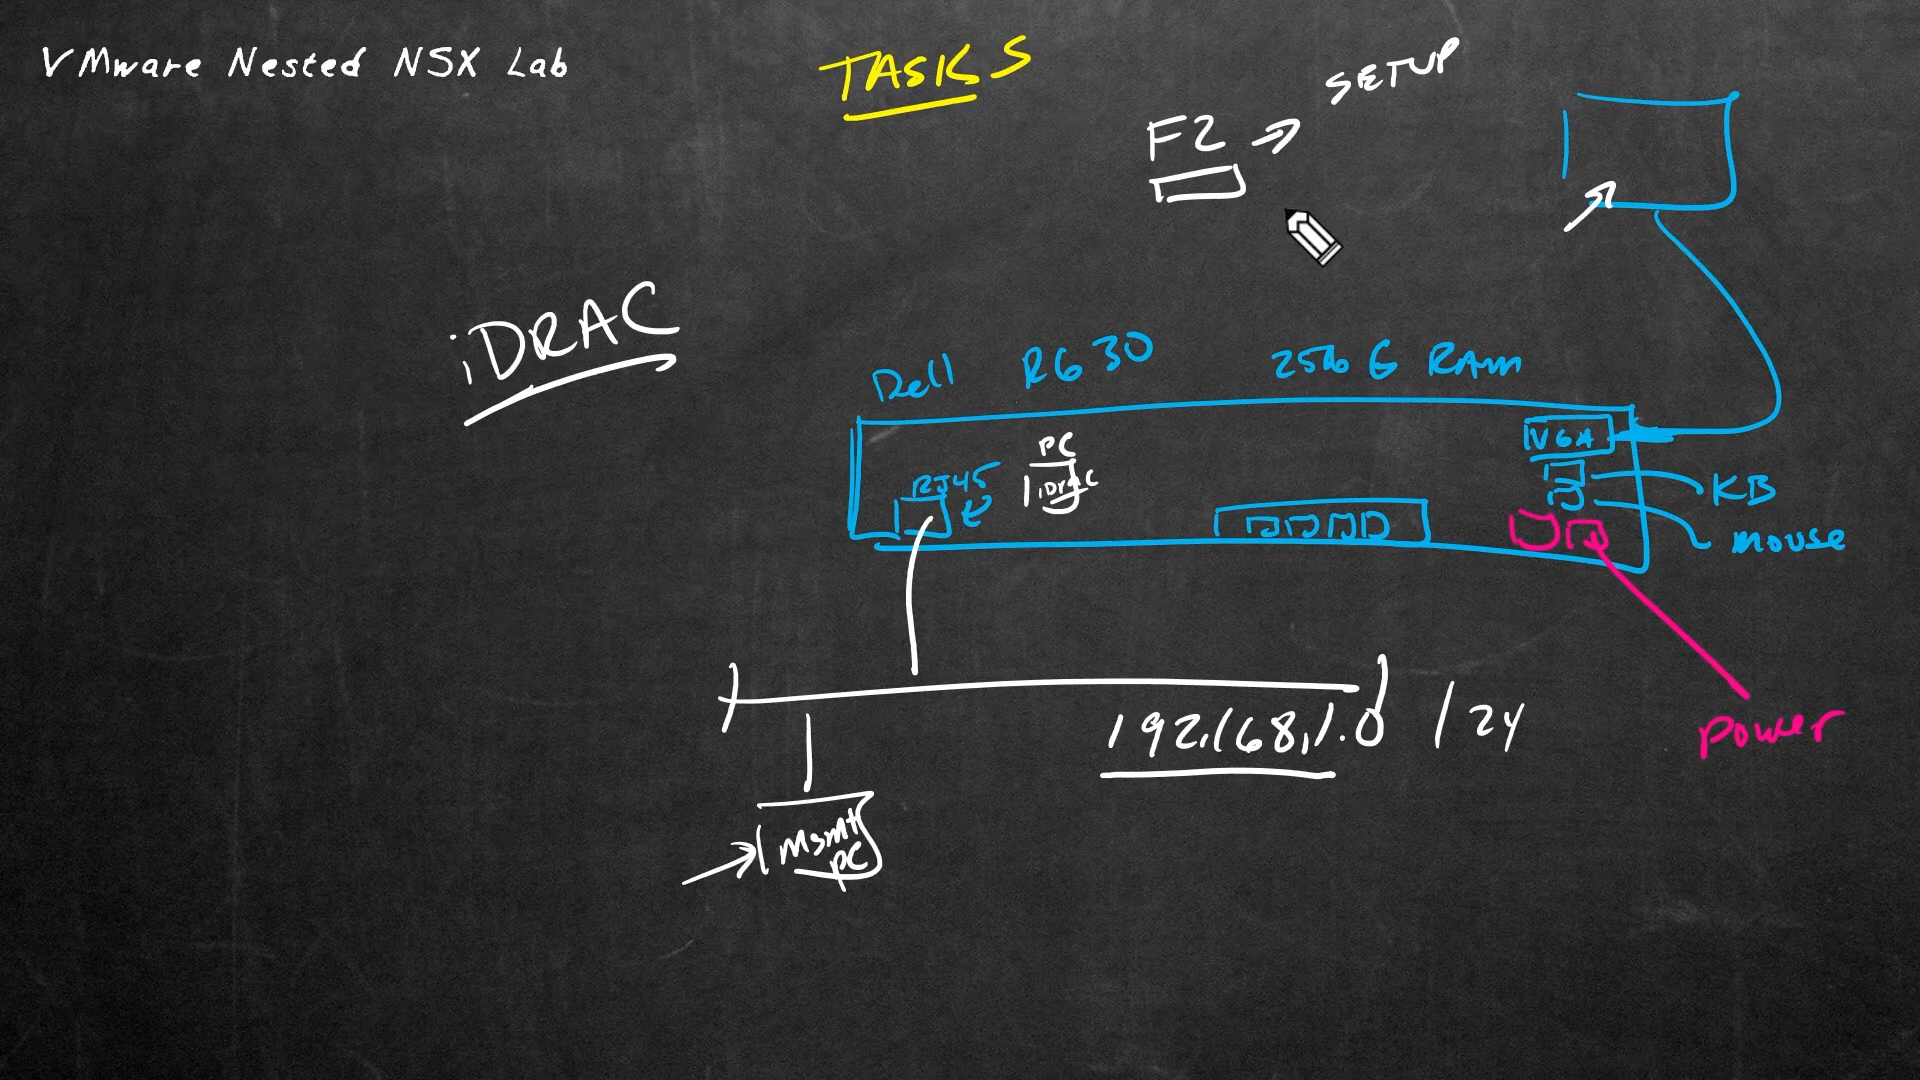 VMware Nested NSX Lab
TASKS
SETUP
F2
iDRAC
Dell R630 256 G RAM
PC
iDRAC
RJ45
VGA
KB
mouse
192.168.1.0 /24
Power
Mgmt
PC